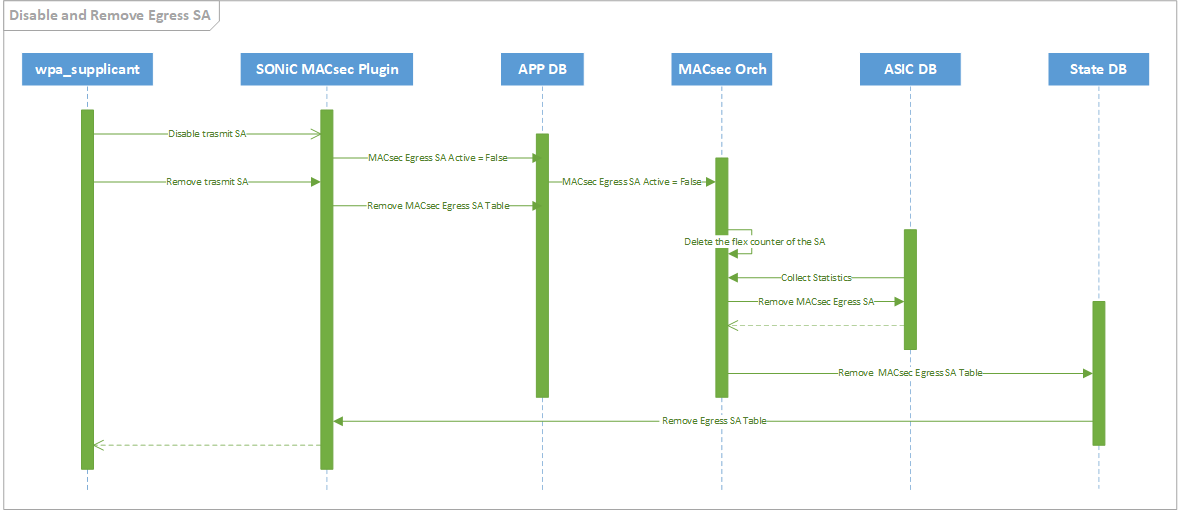 Disable and Remove Egress SA
wpa_supplicant
SONiC MACsec Plugin
APP DB
MACsec Orch
ASIC DB
State DB
Disable trasmit SA
MACsec Egress SA Active = False
Remove trasmit SA
MACsec Egress SA Active = False
Remove MACsec Egress SA Table
Delete the flex counter of the SA
Collect Statistics
Remove MACsec Egress SA
Remove  MACsec Egress SA Table
Remove Egress SA Table